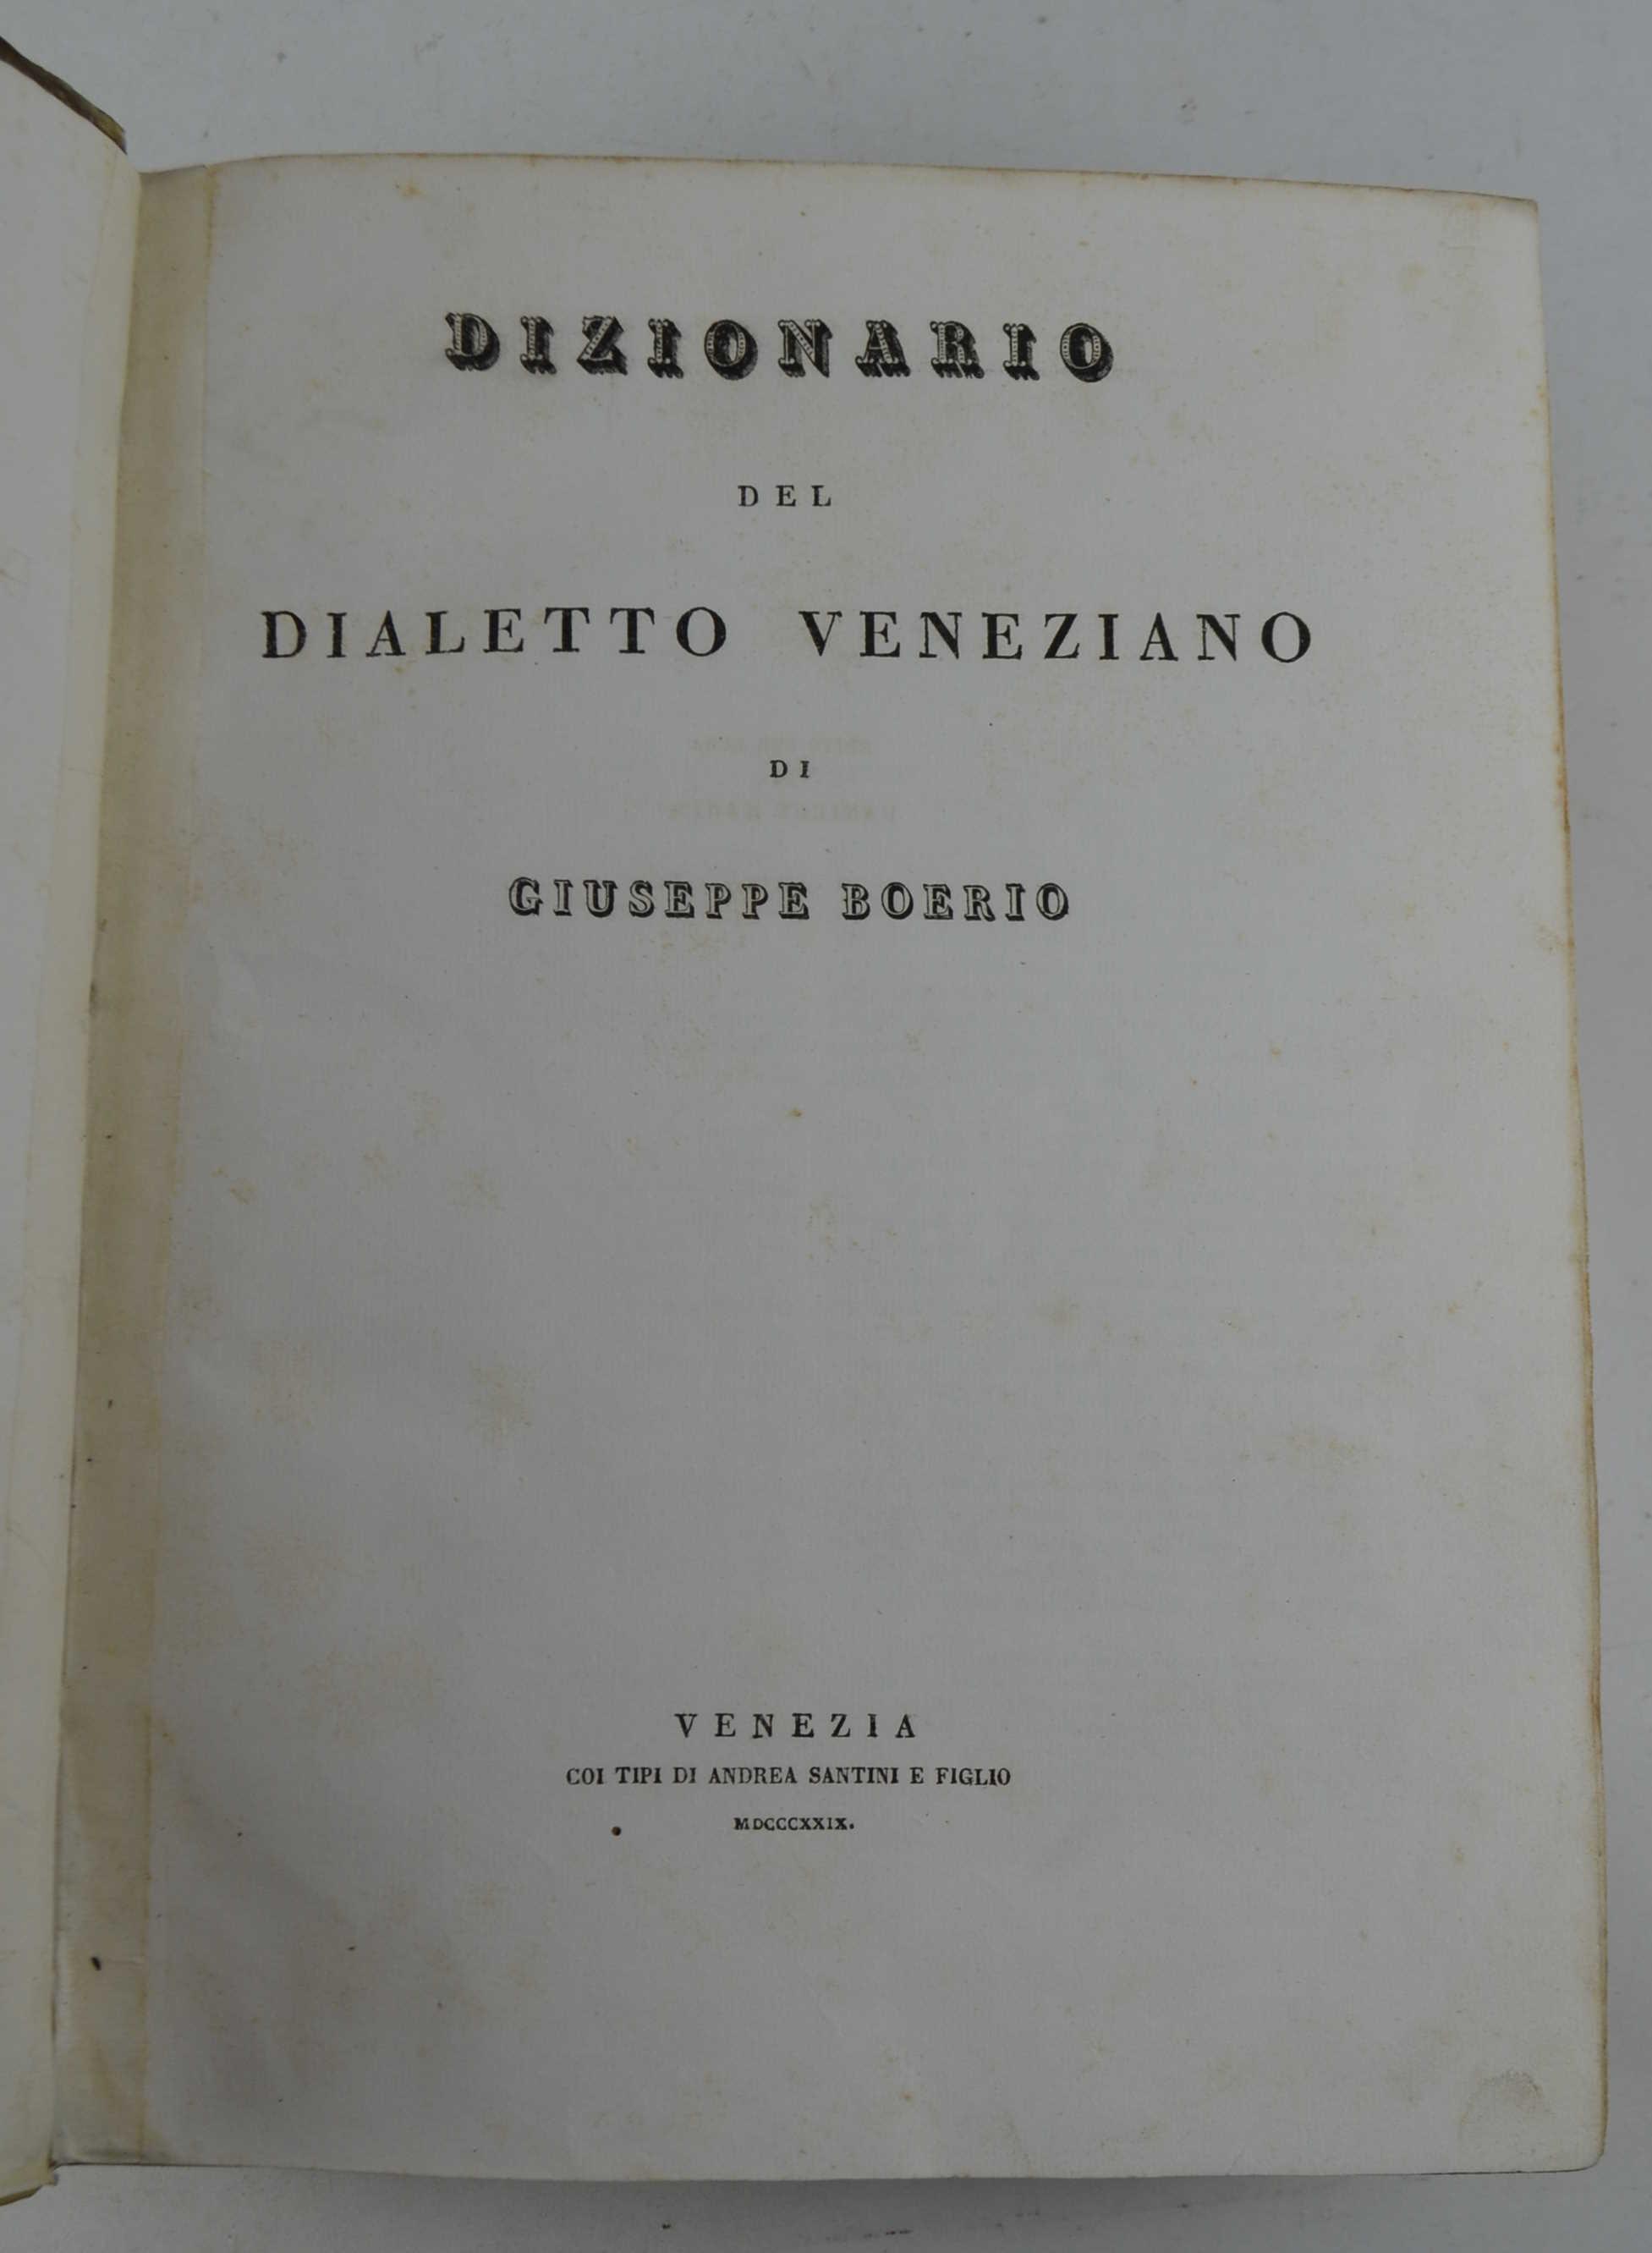 DIZIONARIO
DEL
DIALETTO VENEZIANO
DI
GIUSEPPE BOERIO
VENEZIA
COI TIPI DI ANDREA SANTINI E FIGLIO
MDCCCXXIX.